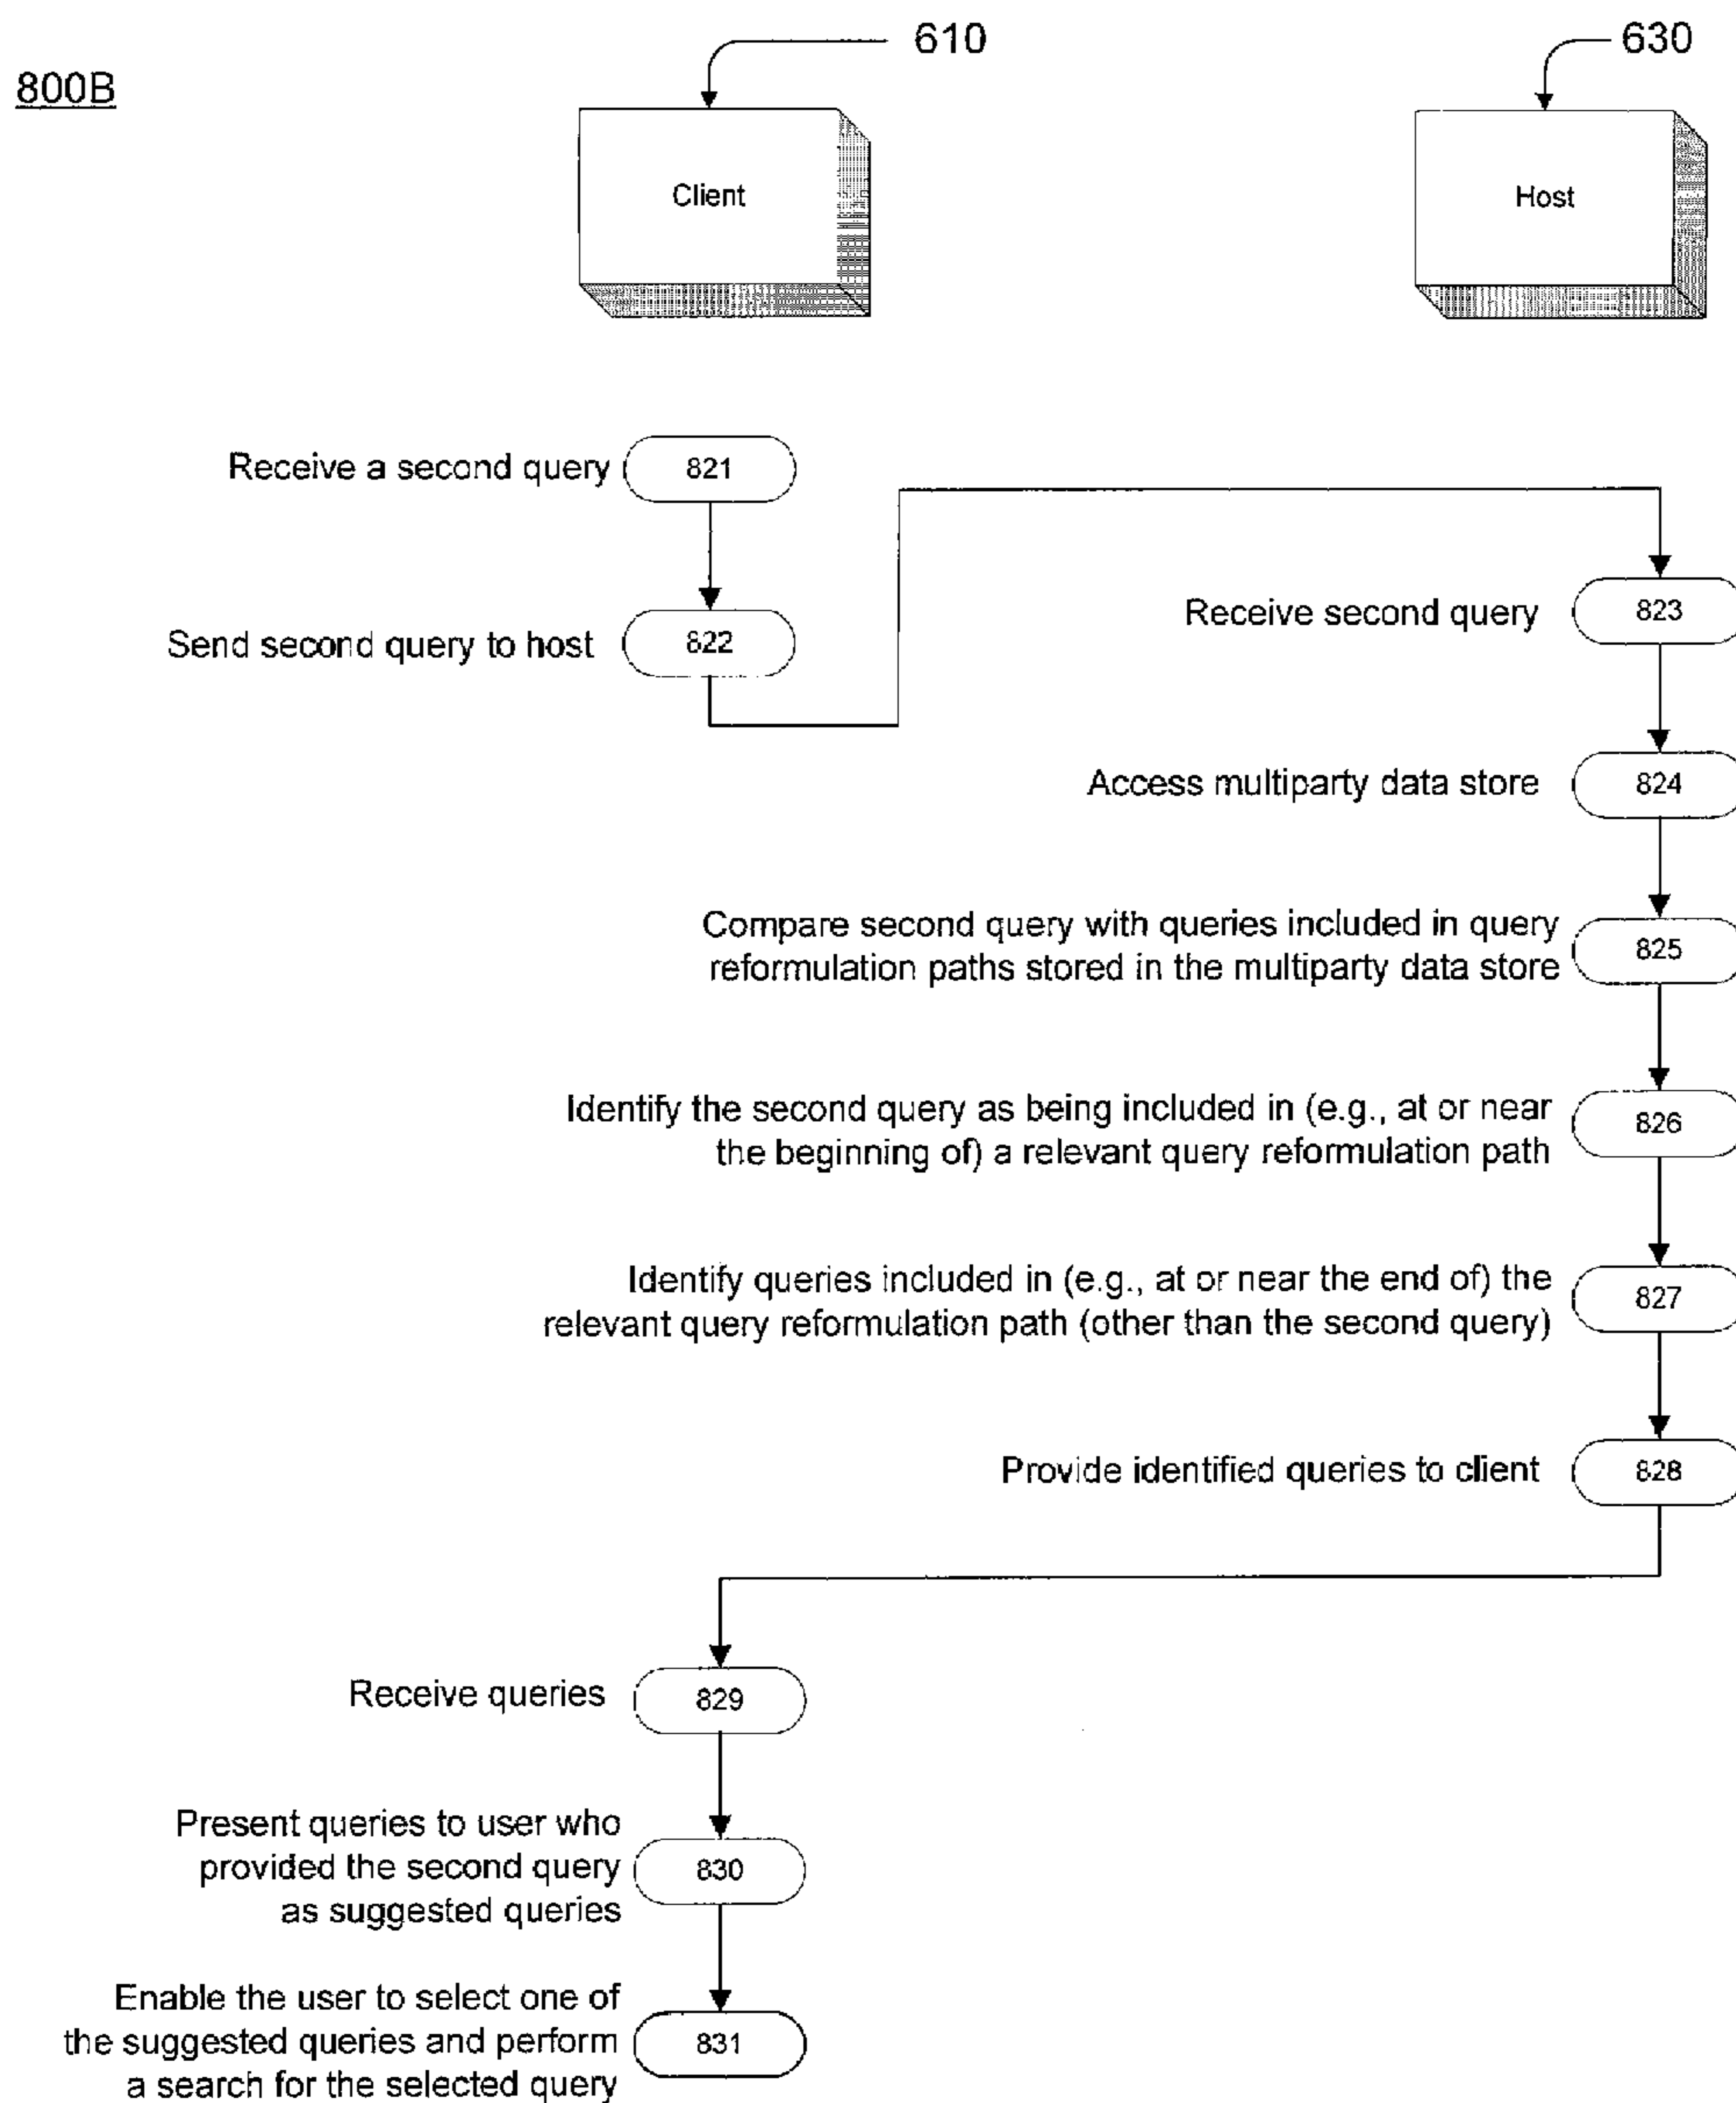 800B
610
630
Client
Host
Receive a second query
821
Send second query to host
822
Receive second query
823
Access multiparty data store
824
Compare second query with queries included in query
reformulation paths stored in the multiparty data store
825
Identify the second query as being included in (e.g., at or near
the beginning of) a relevant query reformulation path
826
Identify queries included in (e.g., at or near the end of) the
relevant query reformulation path (other than the second query)
827
Provide identified queries to client
828
Receive queries
829
Present queries to user who
provided the second query
as suggested queries
830
Enable the user to select one of
the suggested queries and perform
a search for the selected query
831